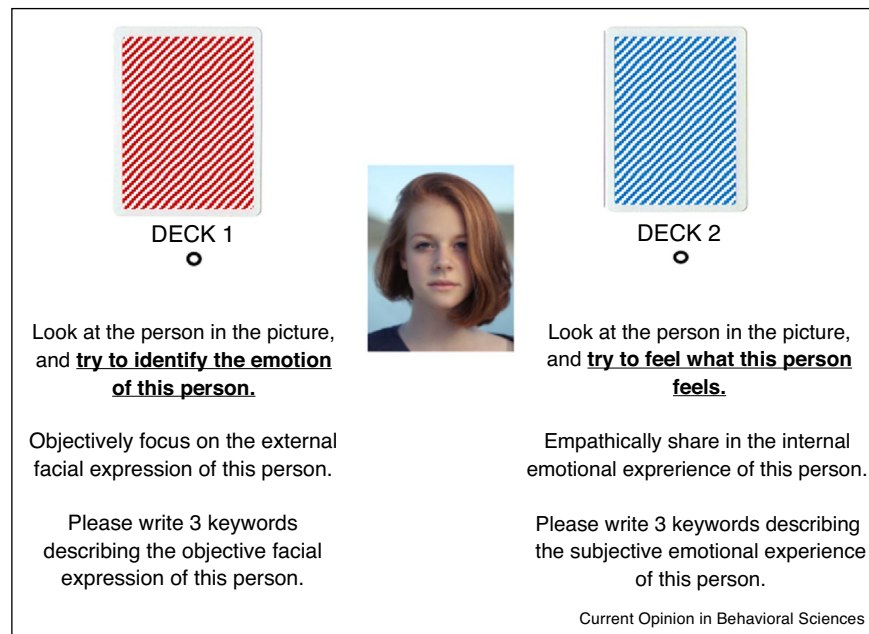 DECK 1
Look at the person in the picture,
and try to identify the emotion
of this person.
Objectively focus on the external
facial expression of this person.
Please write 3 keywords
describing the objective facial
expression of this person.
DECK 2
Look at the person in the picture,
and try to feel what this person
feels.
Empathically share in the internal
emotional exprerience of this person.
Please write 3 keywords describing
the subjective emotional experience
of this person.
Current Opinion in Behavioral Sciences